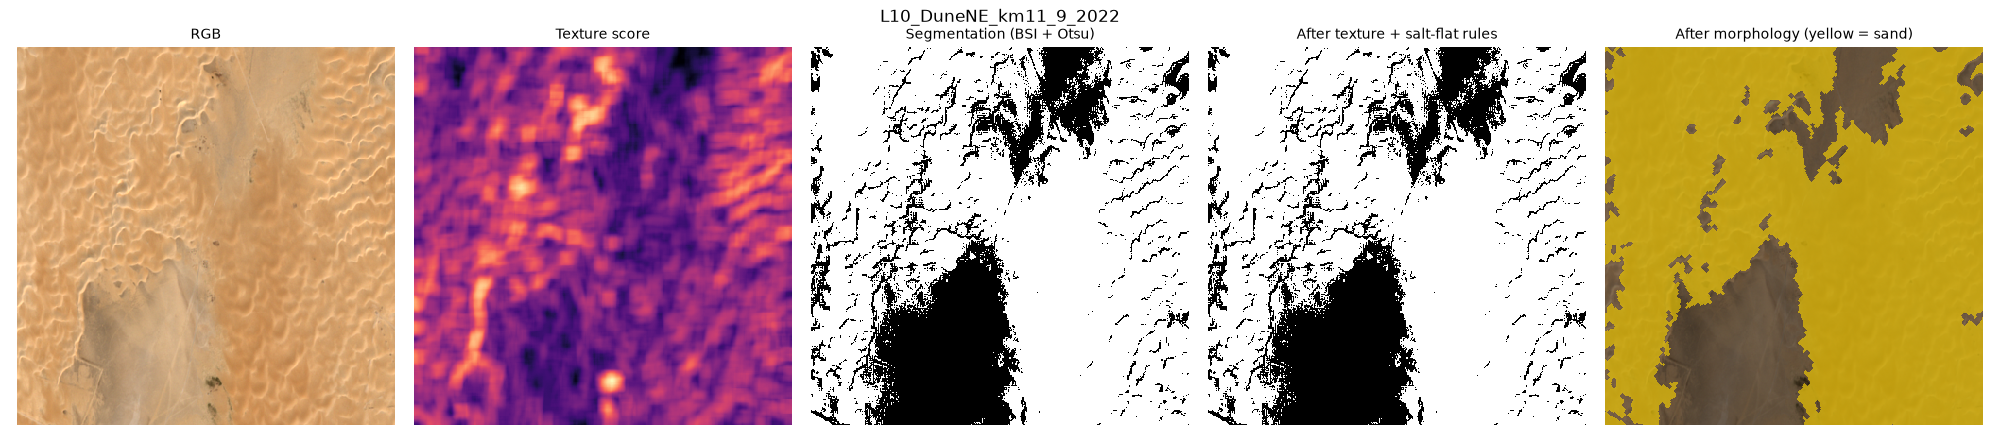 L10_DuneNE_km11_9_2022
RGB
Texture score
Segmentation (BSI + Otsu)
After texture + salt-flat rules
After morphology (yellow = sand)